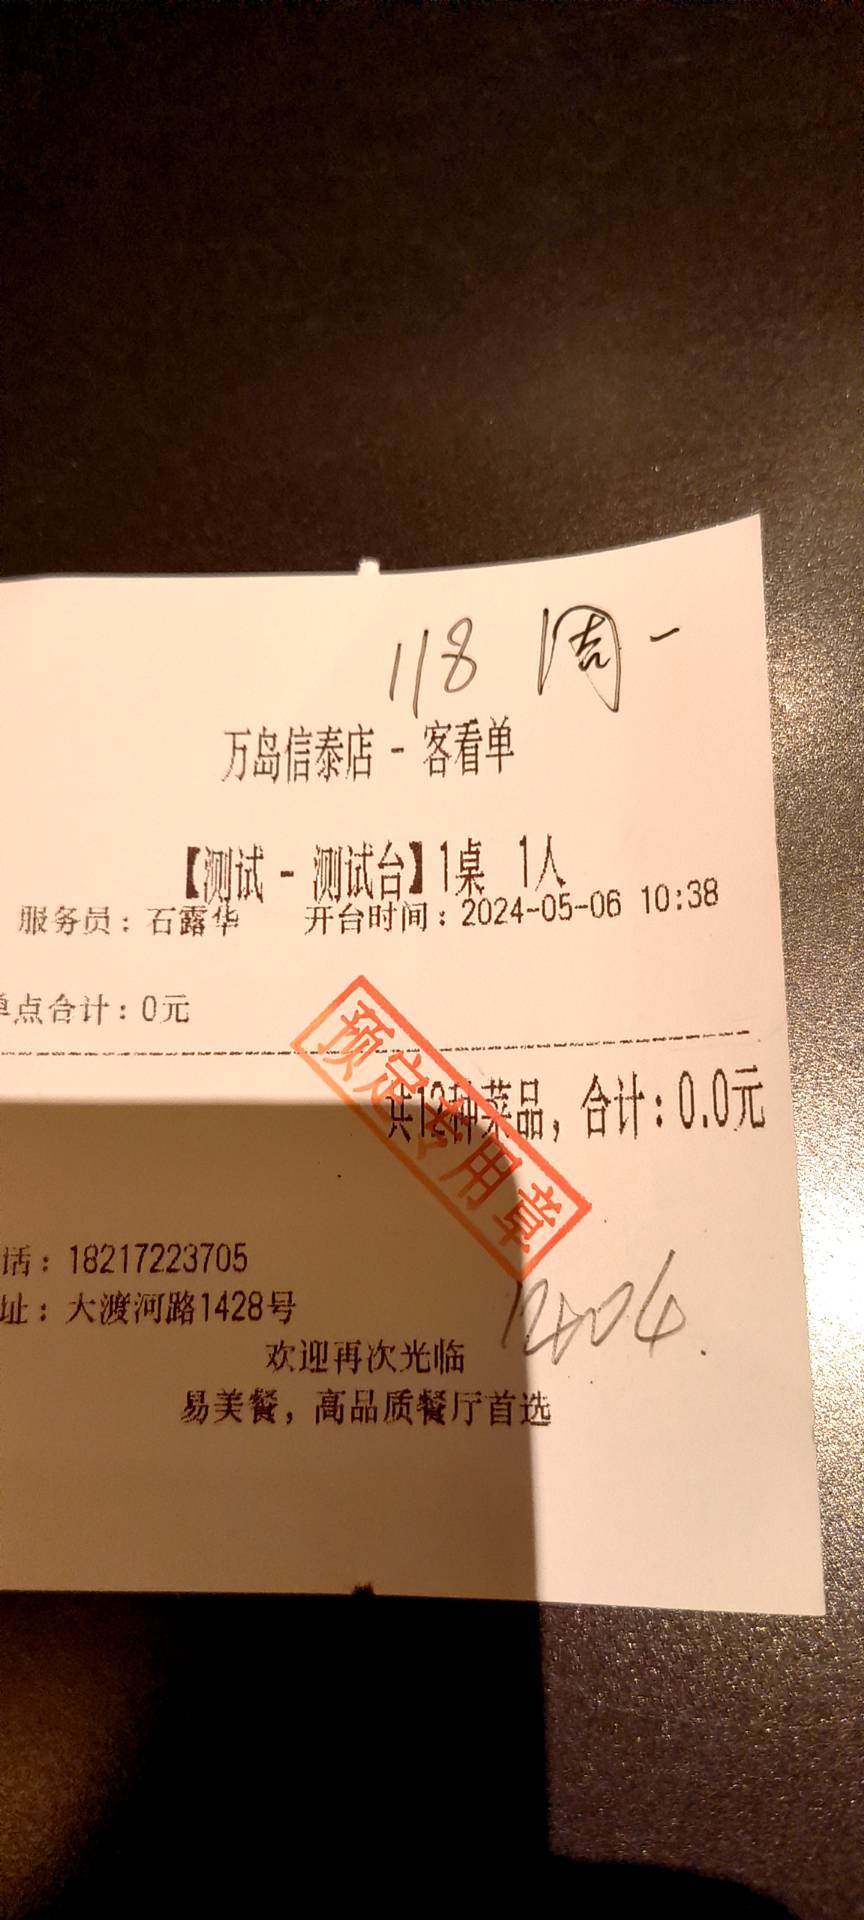 118 周一
万岛信泰店 - 客看单
【测试 - 测试台】1桌 1人
服务员：石露华 开台时间：2024-05-06 10:38
单点合计：0元
预定专用章
共12种菜品，合计：0.0元
话：18217223705
址：大渡河路1428号
欢迎再次光临
易美餐，高品质餐厅首选